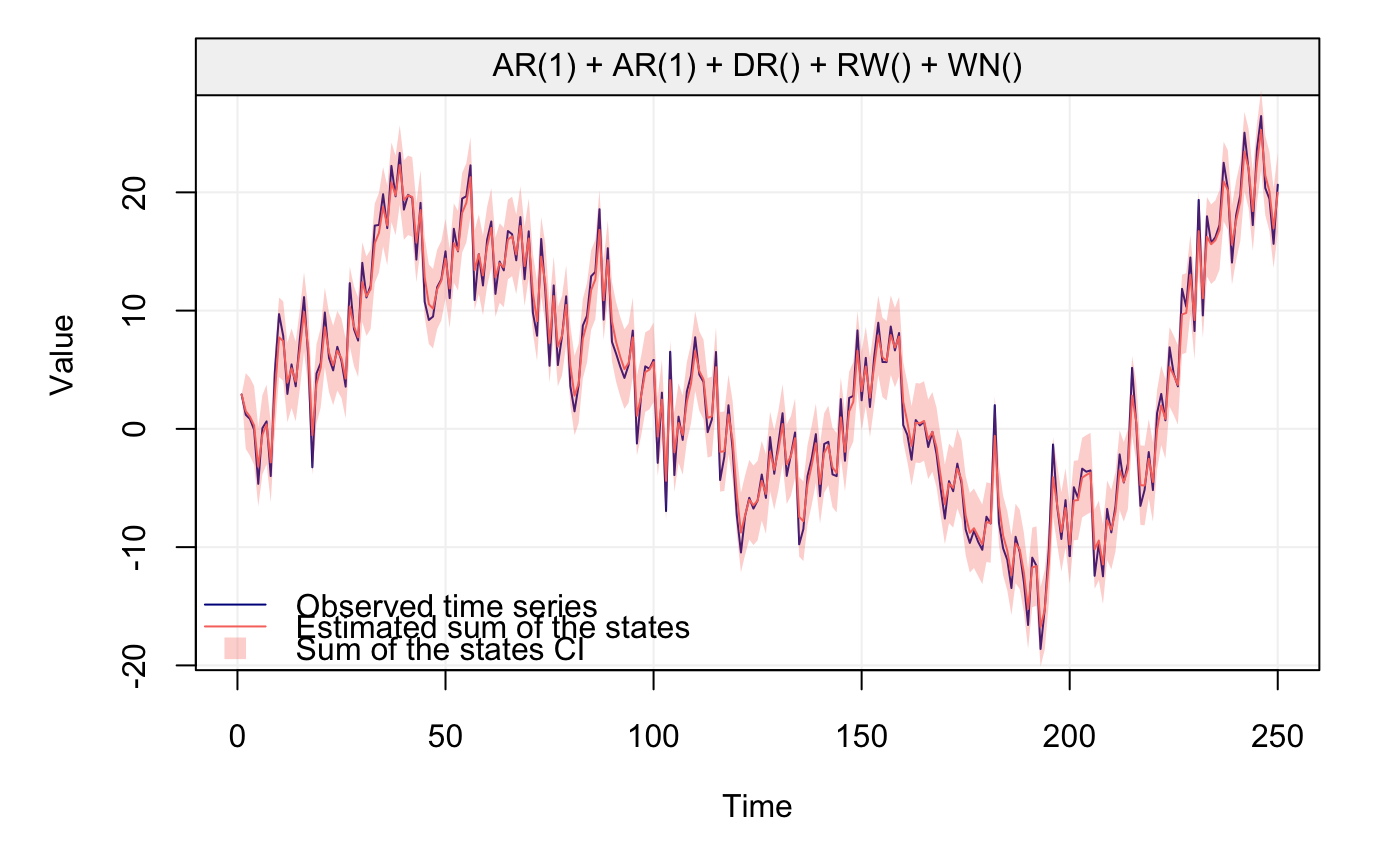 AR(1) + AR(1) + DR() + RW() + WN()
Value
20
10
0
-10
-20
Observed time series
Estimated sum of the states
Sum of the states CI
0 50 100 150 200 250
Time